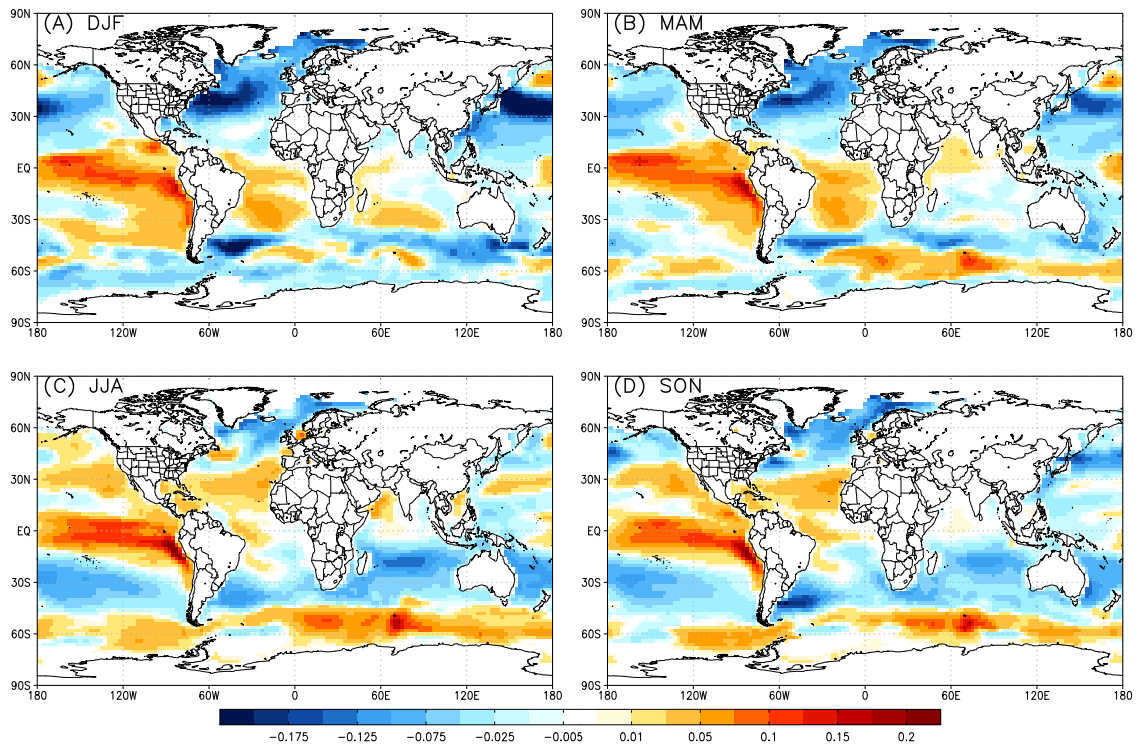 (A) DJF
90N
60N
30N
EQ
30S
60S
90S
180 120W 60W 0 60E 120E 180
(B) MAM
90N
60N
30N
EQ
30S
60S
90S
180 120W 60W 0 60E 120E 180
(C) JJA
90N
60N
30N
EQ
30S
60S
90S
180 120W 60W 0 60E 120E 180
(D) SON
90N
60N
30N
EQ
30S
60S
90S
180 120W 60W 0 60E 120E 180
-0.175 -0.125 -0.075 -0.025 -0.005 0.01 0.05 0.1 0.15 0.2